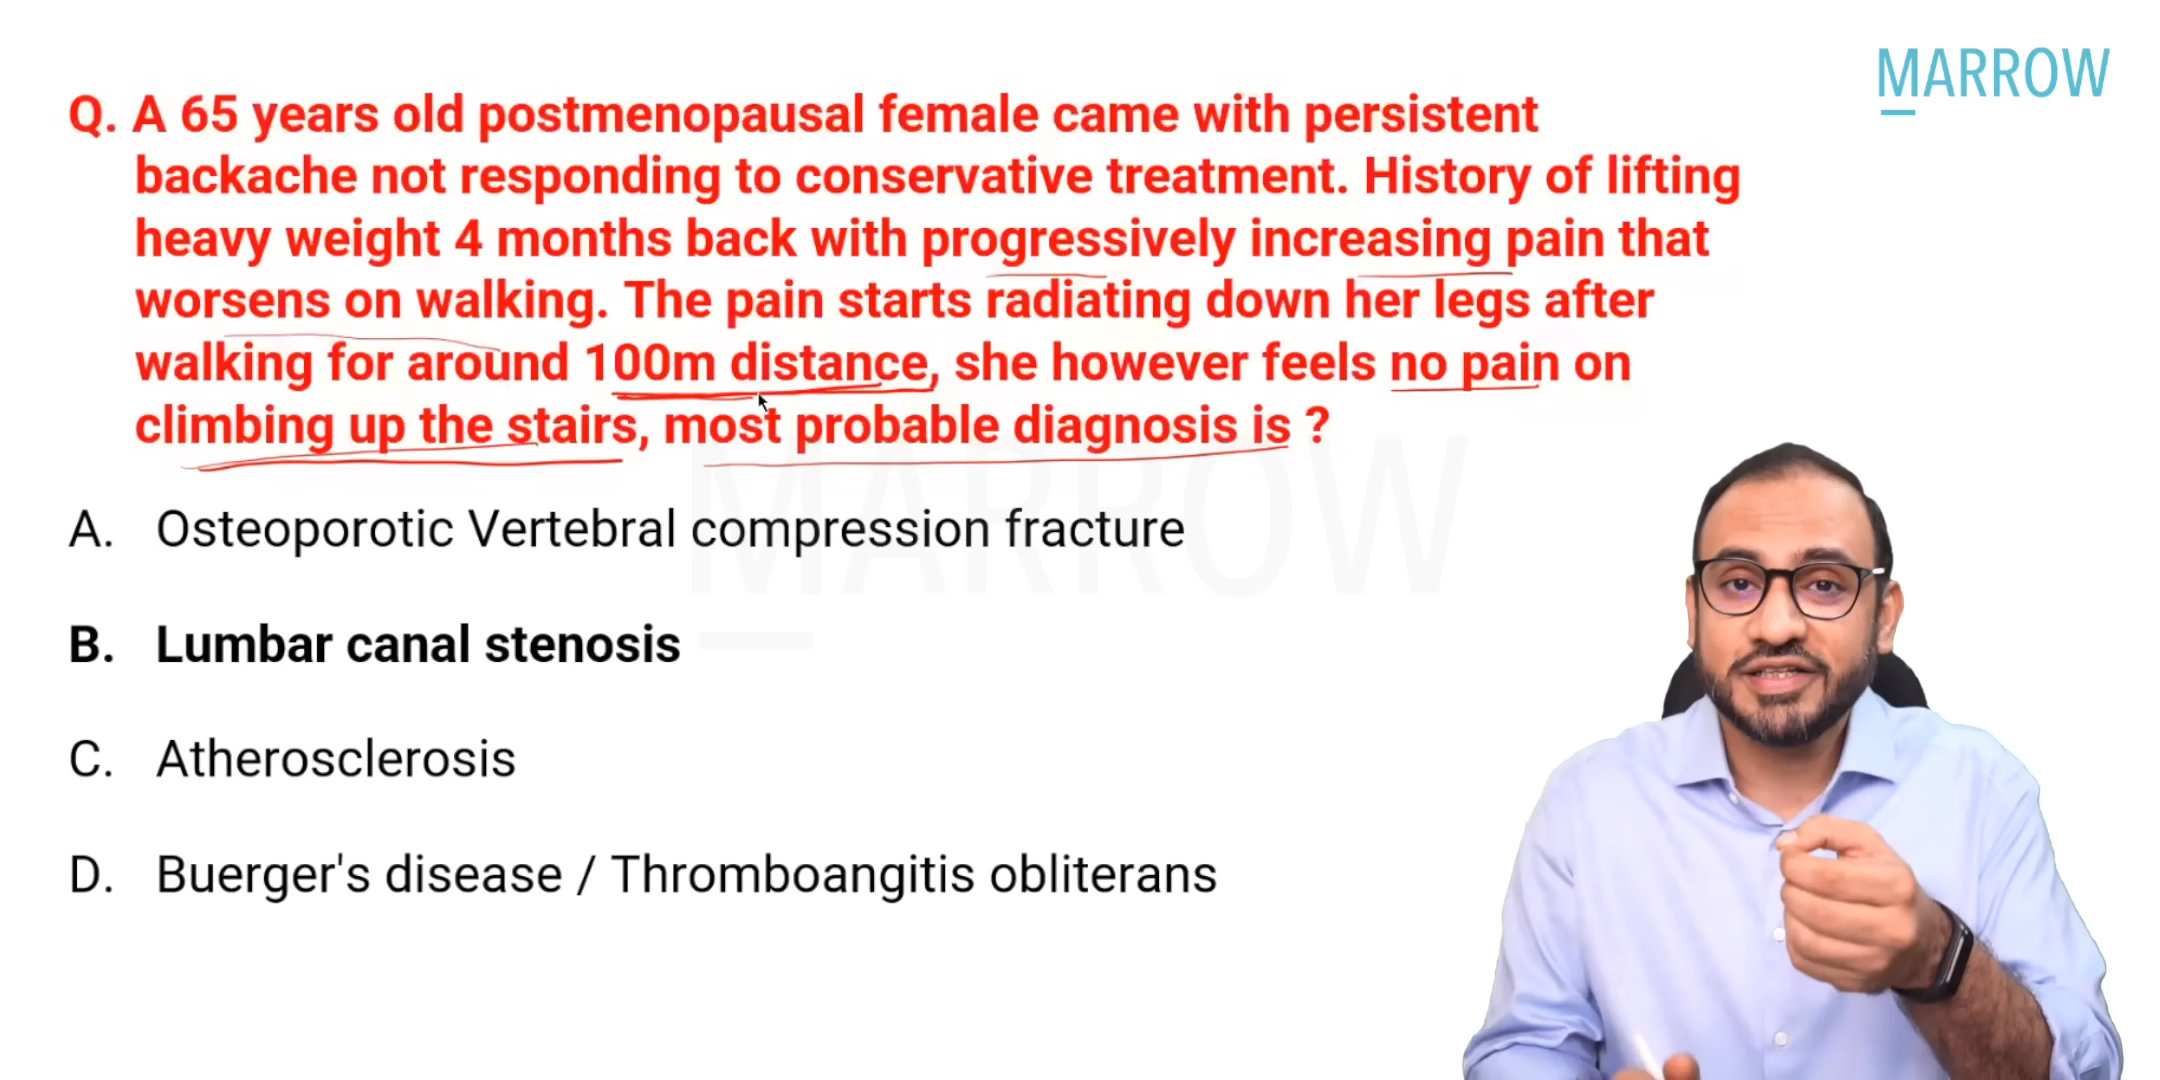 MARROW
Q. A 65 years old postmenopausal female came with persistent
backache not responding to conservative treatment. History of lifting
heavy weight 4 months back with progressively increasing pain that
worsens on walking. The pain starts radiating down her legs after
walking for around 100m distance, she however feels no pain on
climbing up the stairs, most probable diagnosis is ?
MARROW
A. Osteoporotic Vertebral compression fracture
B. Lumbar canal stenosis
C. Atherosclerosis
D. Buerger's disease / Thromboangitis obliterans